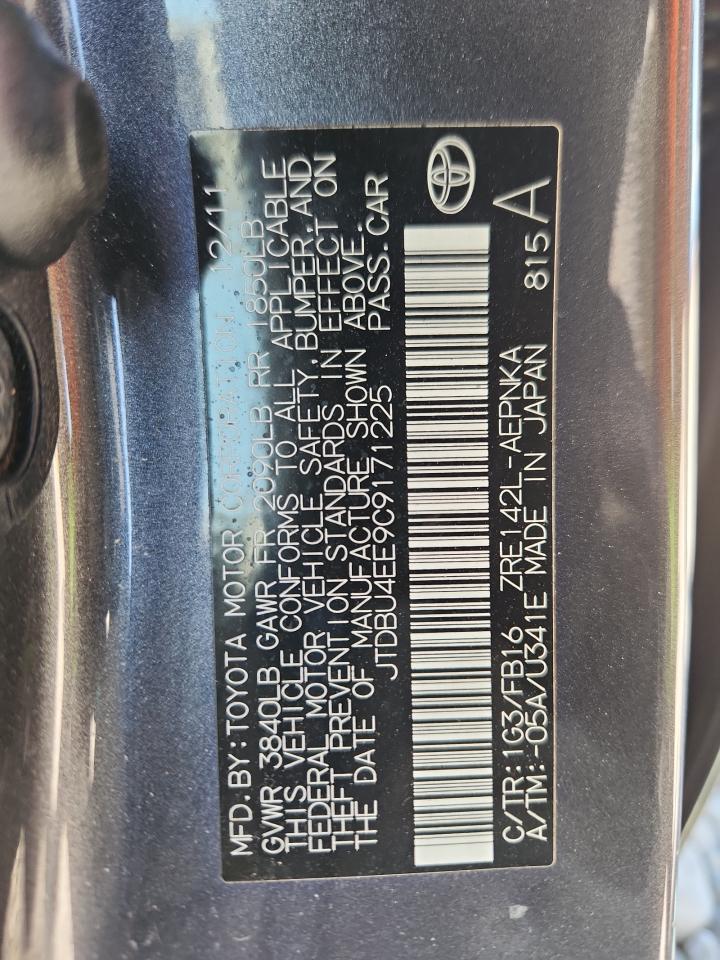 MFD.BY:TOYOTA MOTOR CORPORATION 12/11
GVWR 3840LB GAWR FR 2090LB RR 1850LB
THIS VEHICLE CONFORMS TO ALL APPLICABLE
FEDERAL MOTOR VEHICLE SAFETY,BUMPER,AND
THEFT PREVENTION STANDARDS IN EFFECT ON
THE DATE OF MANUFACTURE SHOWN ABOVE.
JTDBU4EE9C9171225 PASS.CAR
C/TR:1G3/FB16 ZRE142L-AEPNKA
A/TM:-05A/U341E MADE IN JAPAN 815 A